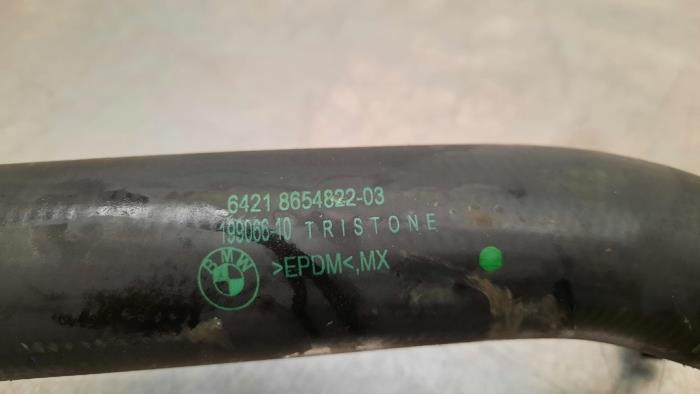 6421 8654822-03
199066-10 TRISTONE
BMW
>EPDM<,MX